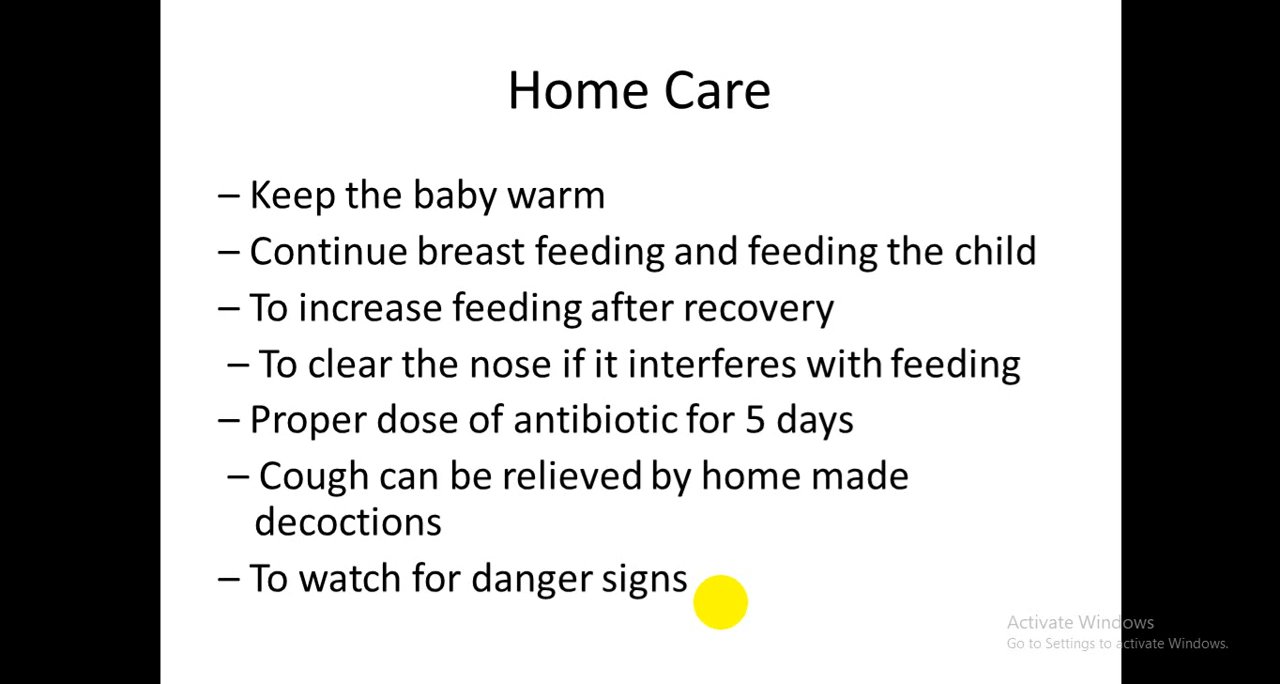 Home Care
– Keep the baby warm
– Continue breast feeding and feeding the child
– To increase feeding after recovery
– To clear the nose if it interferes with feeding
– Proper dose of antibiotic for 5 days
– Cough can be relieved by home made
decoctions
– To watch for danger signs
Activate Windows
Go to Settings to activate Windows.